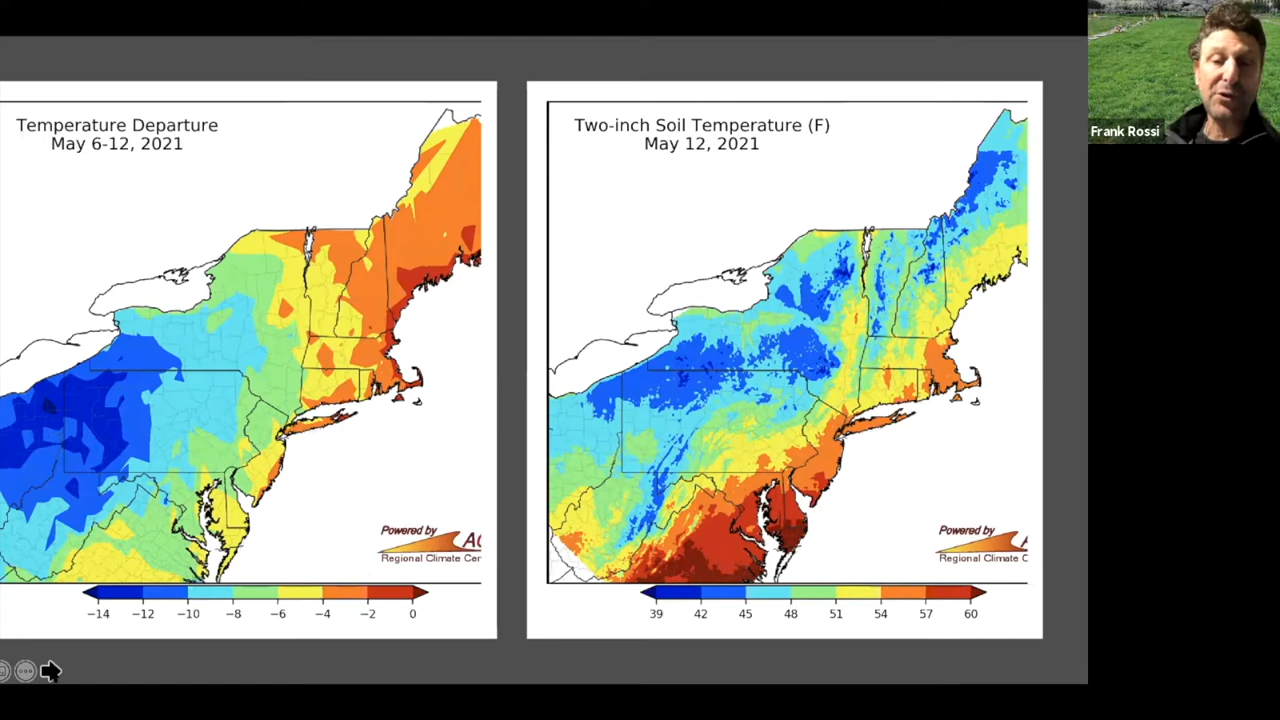 Temperature Departure
May 6-12, 2021
Powered by
Regional Climate Cen
−14 −12 −10 −8 −6 −4 −2 0
Two-inch Soil Temperature (F)
May 12, 2021
Powered by
Regional Climate C
39 42 45 48 51 54 57 60
Frank Rossi